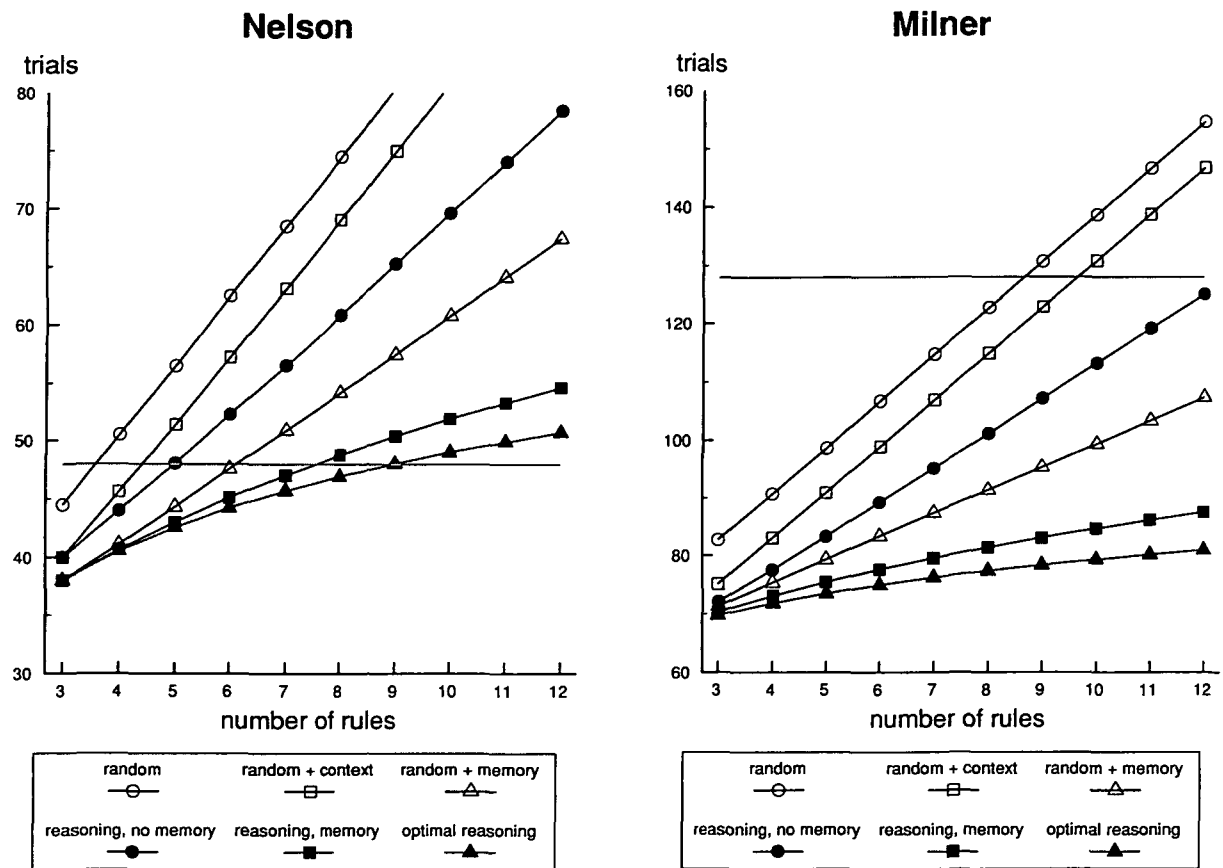 Nelson
trials
80
70
60
50
40
30
3 4 5 6 7 8 9 10 11 12
number of rules
random random + context random + memory
reasoning, no memory reasoning, memory optimal reasoning
Milner
trials
160
140
120
100
80
60
3 4 5 6 7 8 9 10 11 12
number of rules
random random + context random + memory
reasoning, no memory reasoning, memory optimal reasoning